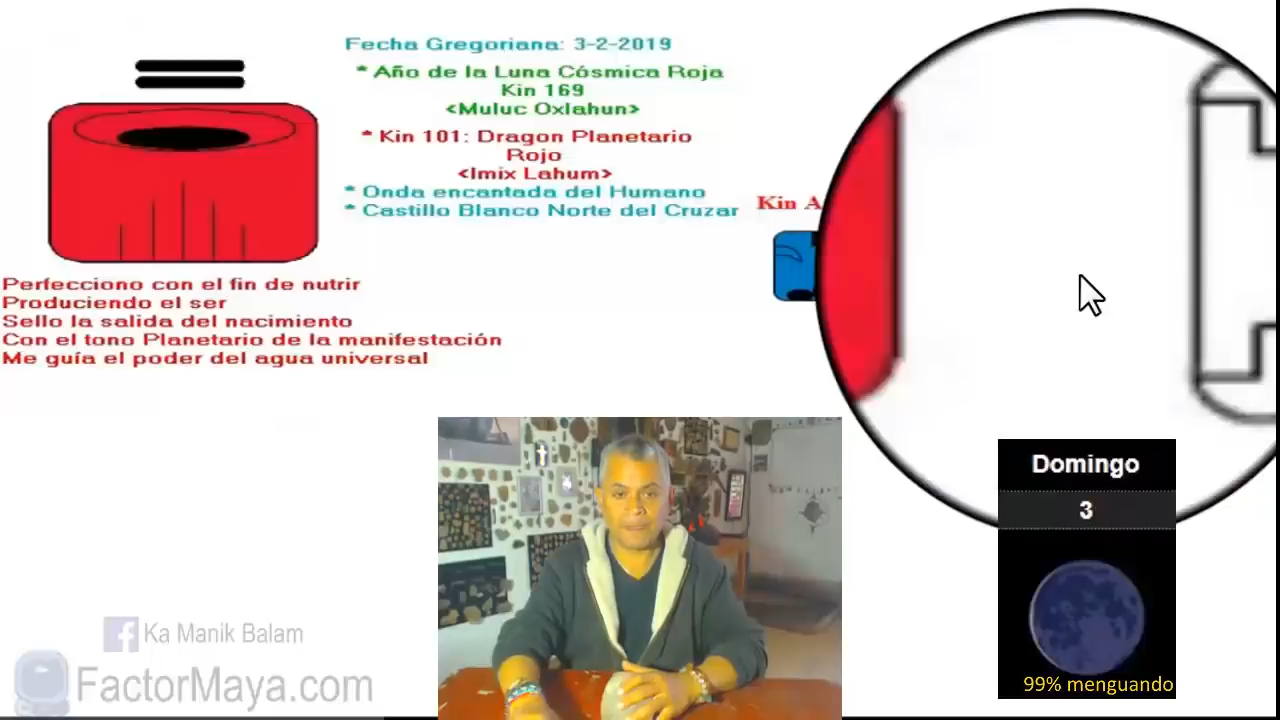 Fecha Gregoriana: 3-2-2019
* Año de la Luna Cósmica Roja
Kin 169
<Muluc Oxlahun>
* Kin 101: Dragon Planetario
Rojo
<Imix Lahum>
* Onda encantada del Humano
* Castillo Blanco Norte del Cruzar
Kin A
Perfecciono con el fin de nutrir
Produciendo el ser
Sello la salida del nacimiento
Con el tono Planetario de la manifestación
Me guía el poder del agua universal
Domingo
3
99% menguando
Ka Manik Balam
FactorMaya.com